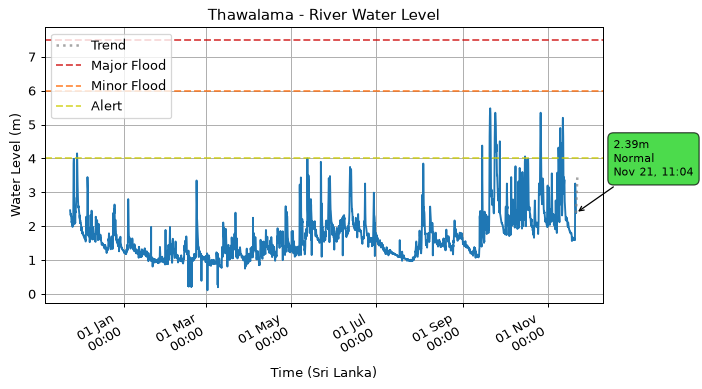 Thawalama - River Water Level
Trend
Major Flood
Minor Flood
Alert
7
6
5
4
3
2
1
0
Water Level (m)
2.39m
Normal
Nov 21, 11:04
01 Jan
00:00
01 Mar
00:00
01 May
00:00
01 Jul
00:00
01 Sep
00:00
01 Nov
00:00
Time (Sri Lanka)